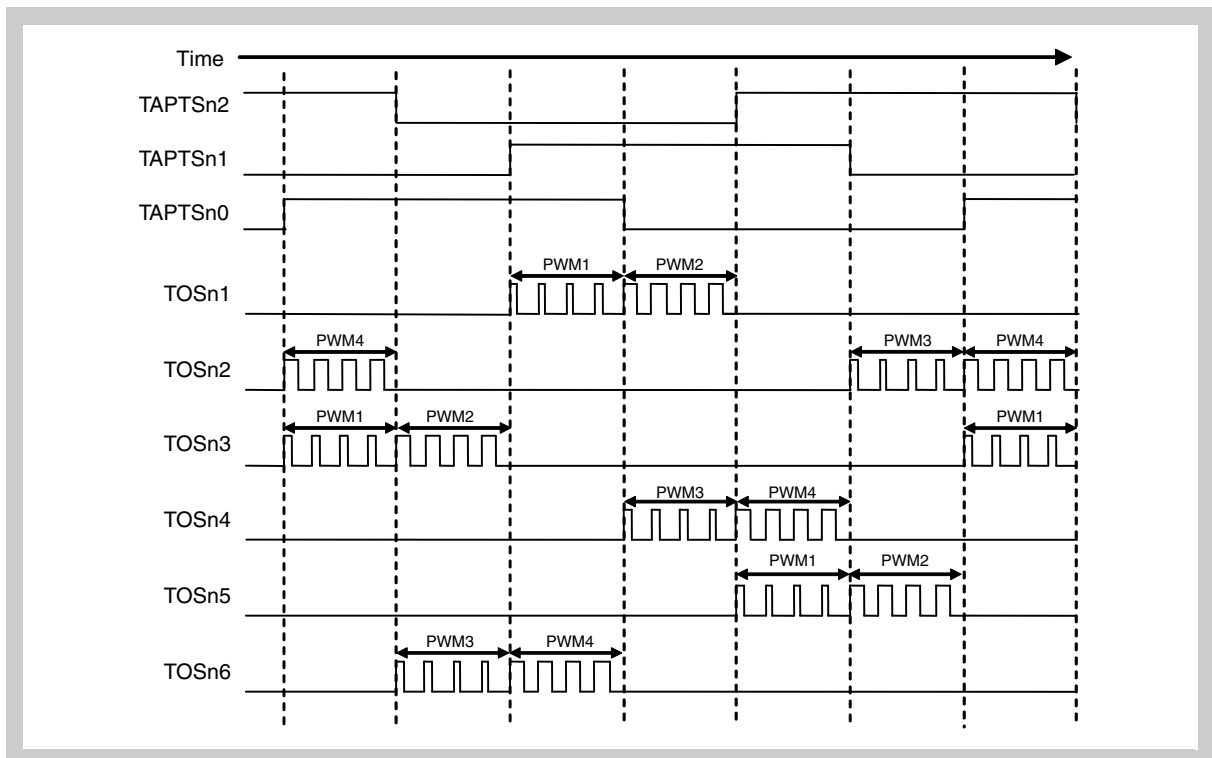 Time
TAPTSn2
TAPTSn1
TAPTSn0
PWM1 PWM2
TOSn1
PWM4 PWM3 PWM4
TOSn2
PWM1 PWM2 PWM1
TOSn3
PWM3 PWM4
TOSn4
PWM1 PWM2
TOSn5
PWM3 PWM4
TOSn6